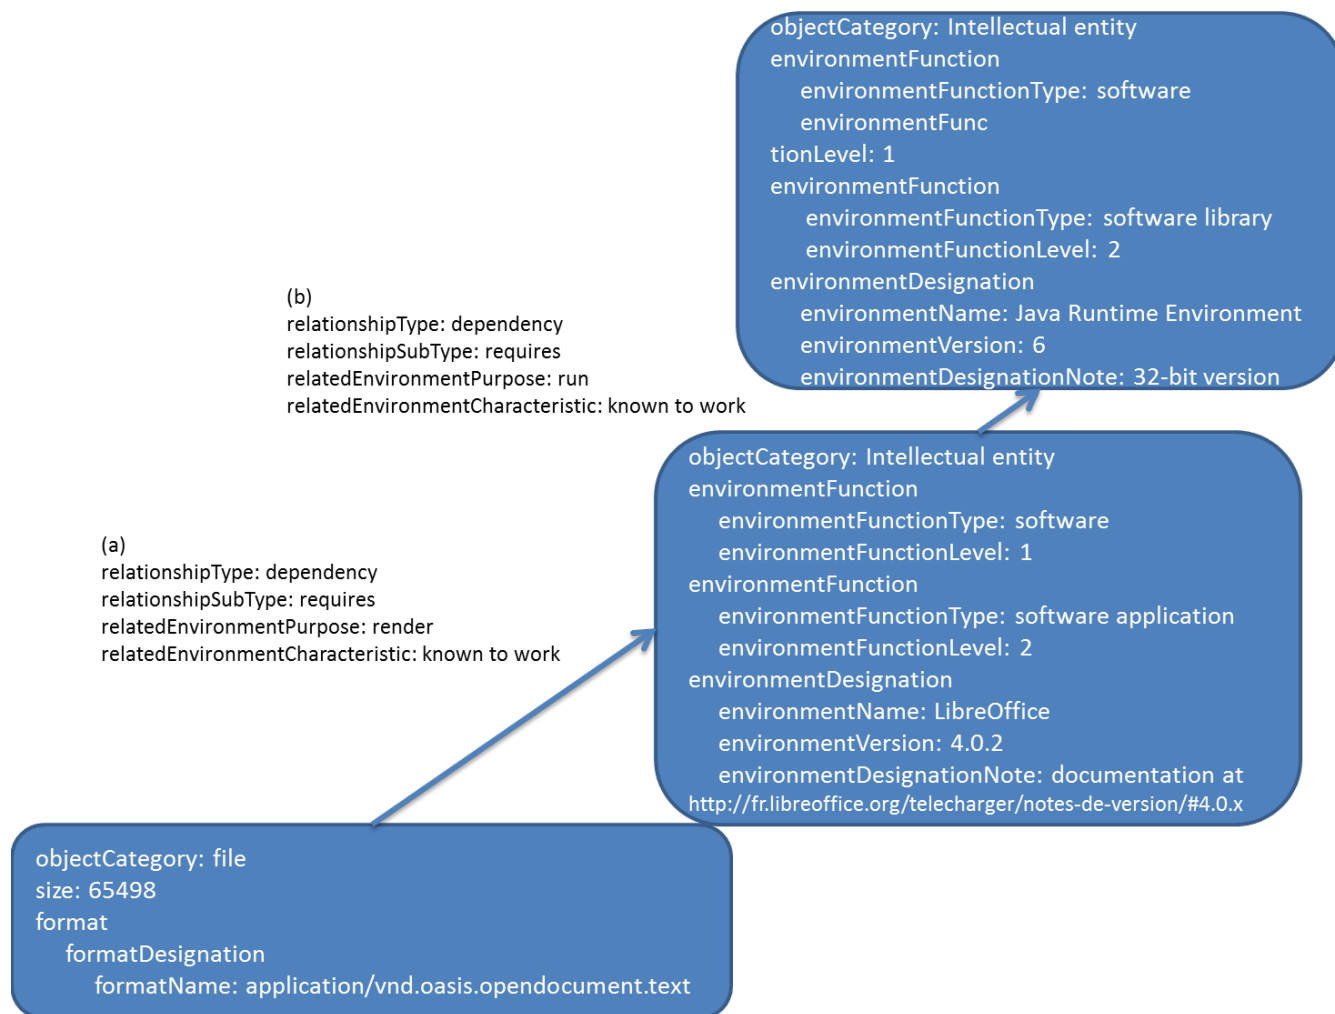 objectCategory: Intellectual entity
environmentFunction
environmentFunctionType: software
environmentFunc
tionLevel: 1
environmentFunction
environmentFunctionType: software library
environmentFunctionLevel: 2
environmentDesignation
environmentName: Java Runtime Environment
environmentVersion: 6
environmentDesignationNote: 32-bit version
(b)
relationshipType: dependency
relationshipSubType: requires
relatedEnvironmentPurpose: run
relatedEnvironmentCharacteristic: known to work
objectCategory: Intellectual entity
environmentFunction
environmentFunctionType: software
environmentFunctionLevel: 1
environmentFunction
environmentFunctionType: software application
environmentFunctionLevel: 2
environmentDesignation
environmentName: LibreOffice
environmentVersion: 4.0.2
environmentDesignationNote: documentation at
http://fr.libreoffice.org/telecharger/notes-de-version/#4.0.x
(a)
relationshipType: dependency
relationshipSubType: requires
relatedEnvironmentPurpose: render
relatedEnvironmentCharacteristic: known to work
objectCategory: file
size: 65498
format
formatDesignation
formatName: application/vnd.oasis.opendocument.text